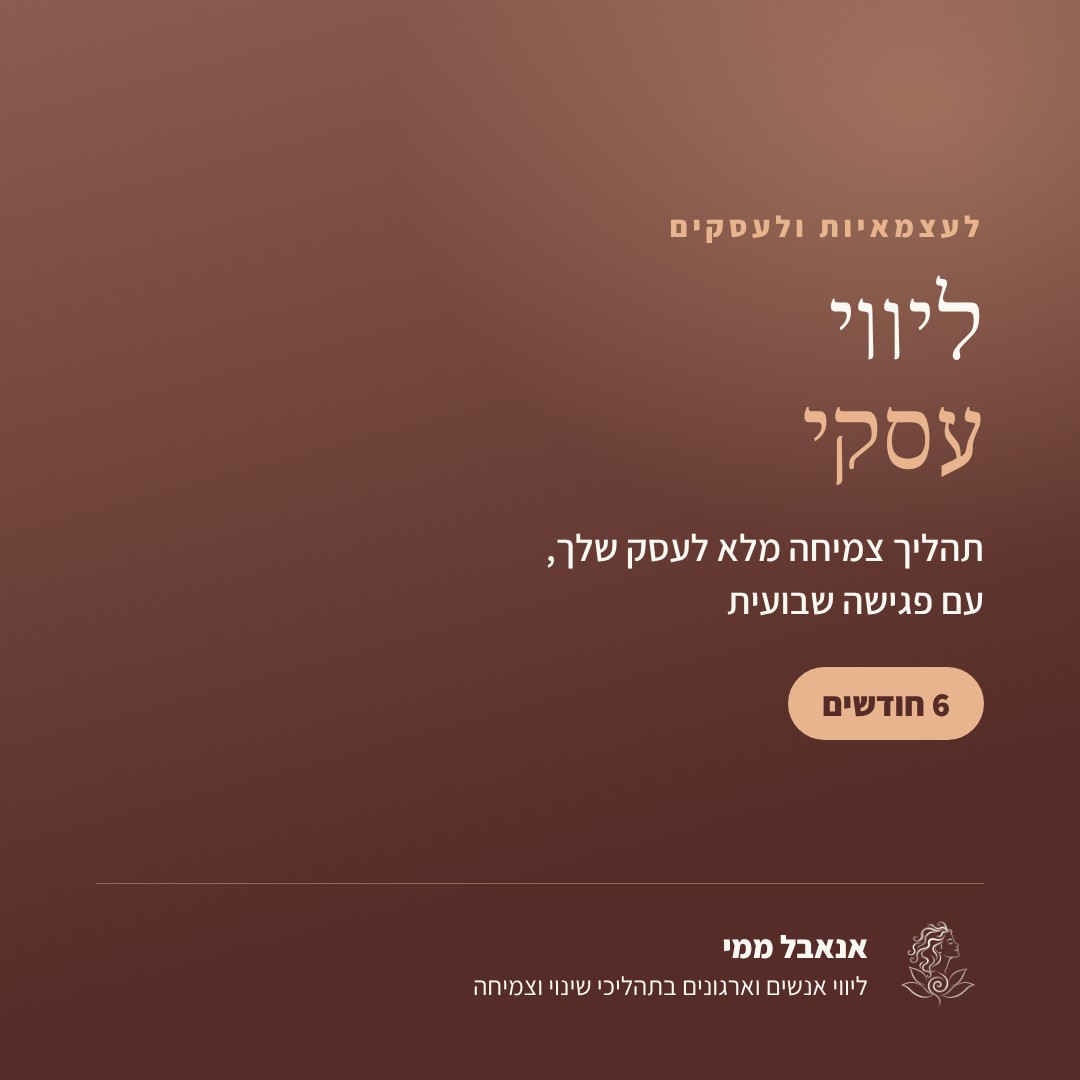 לעצמאיות ולעסקים
ליווי
עסקי
תהליך צמיחה מלא לעסק שלך,
עם פגישה שבועית
6 חודשים
אנאבל ממי
ליווי אנשים וארגונים בתהליכי שינוי וצמיחה